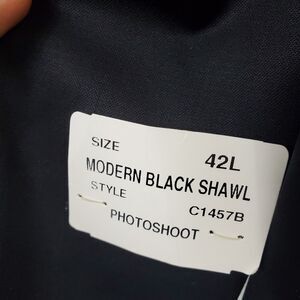 SIZE 42L
MODERN BLACK SHAWL
STYLE C1457B
PHOTOSHOOT